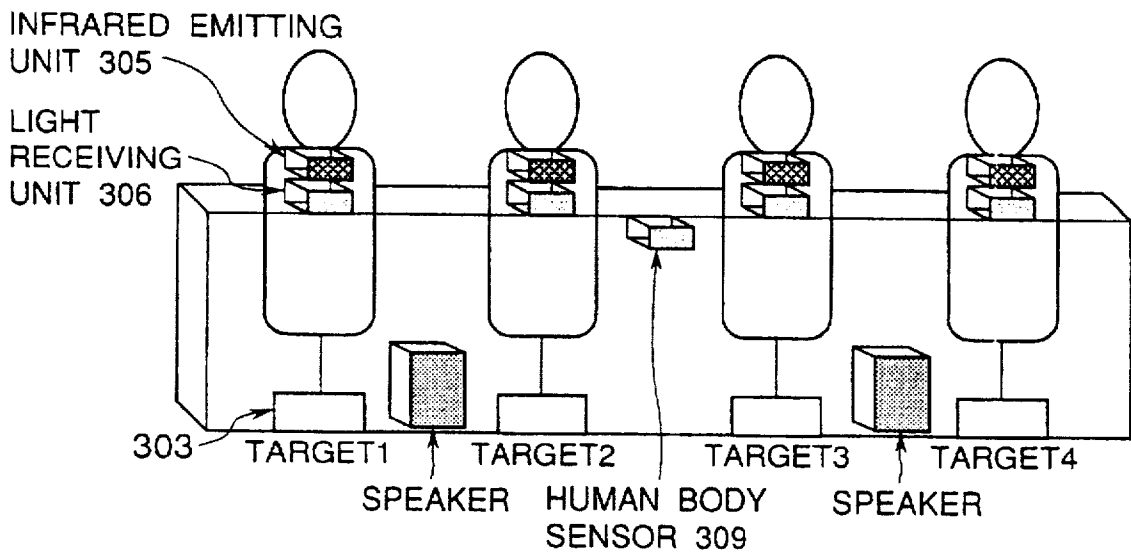 INFRARED EMITTING
UNIT 305
LIGHT
RECEIVING
UNIT 306
303
TARGET1
TARGET2
TARGET3
TARGET4
SPEAKER
HUMAN BODY
SENSOR 309
SPEAKER